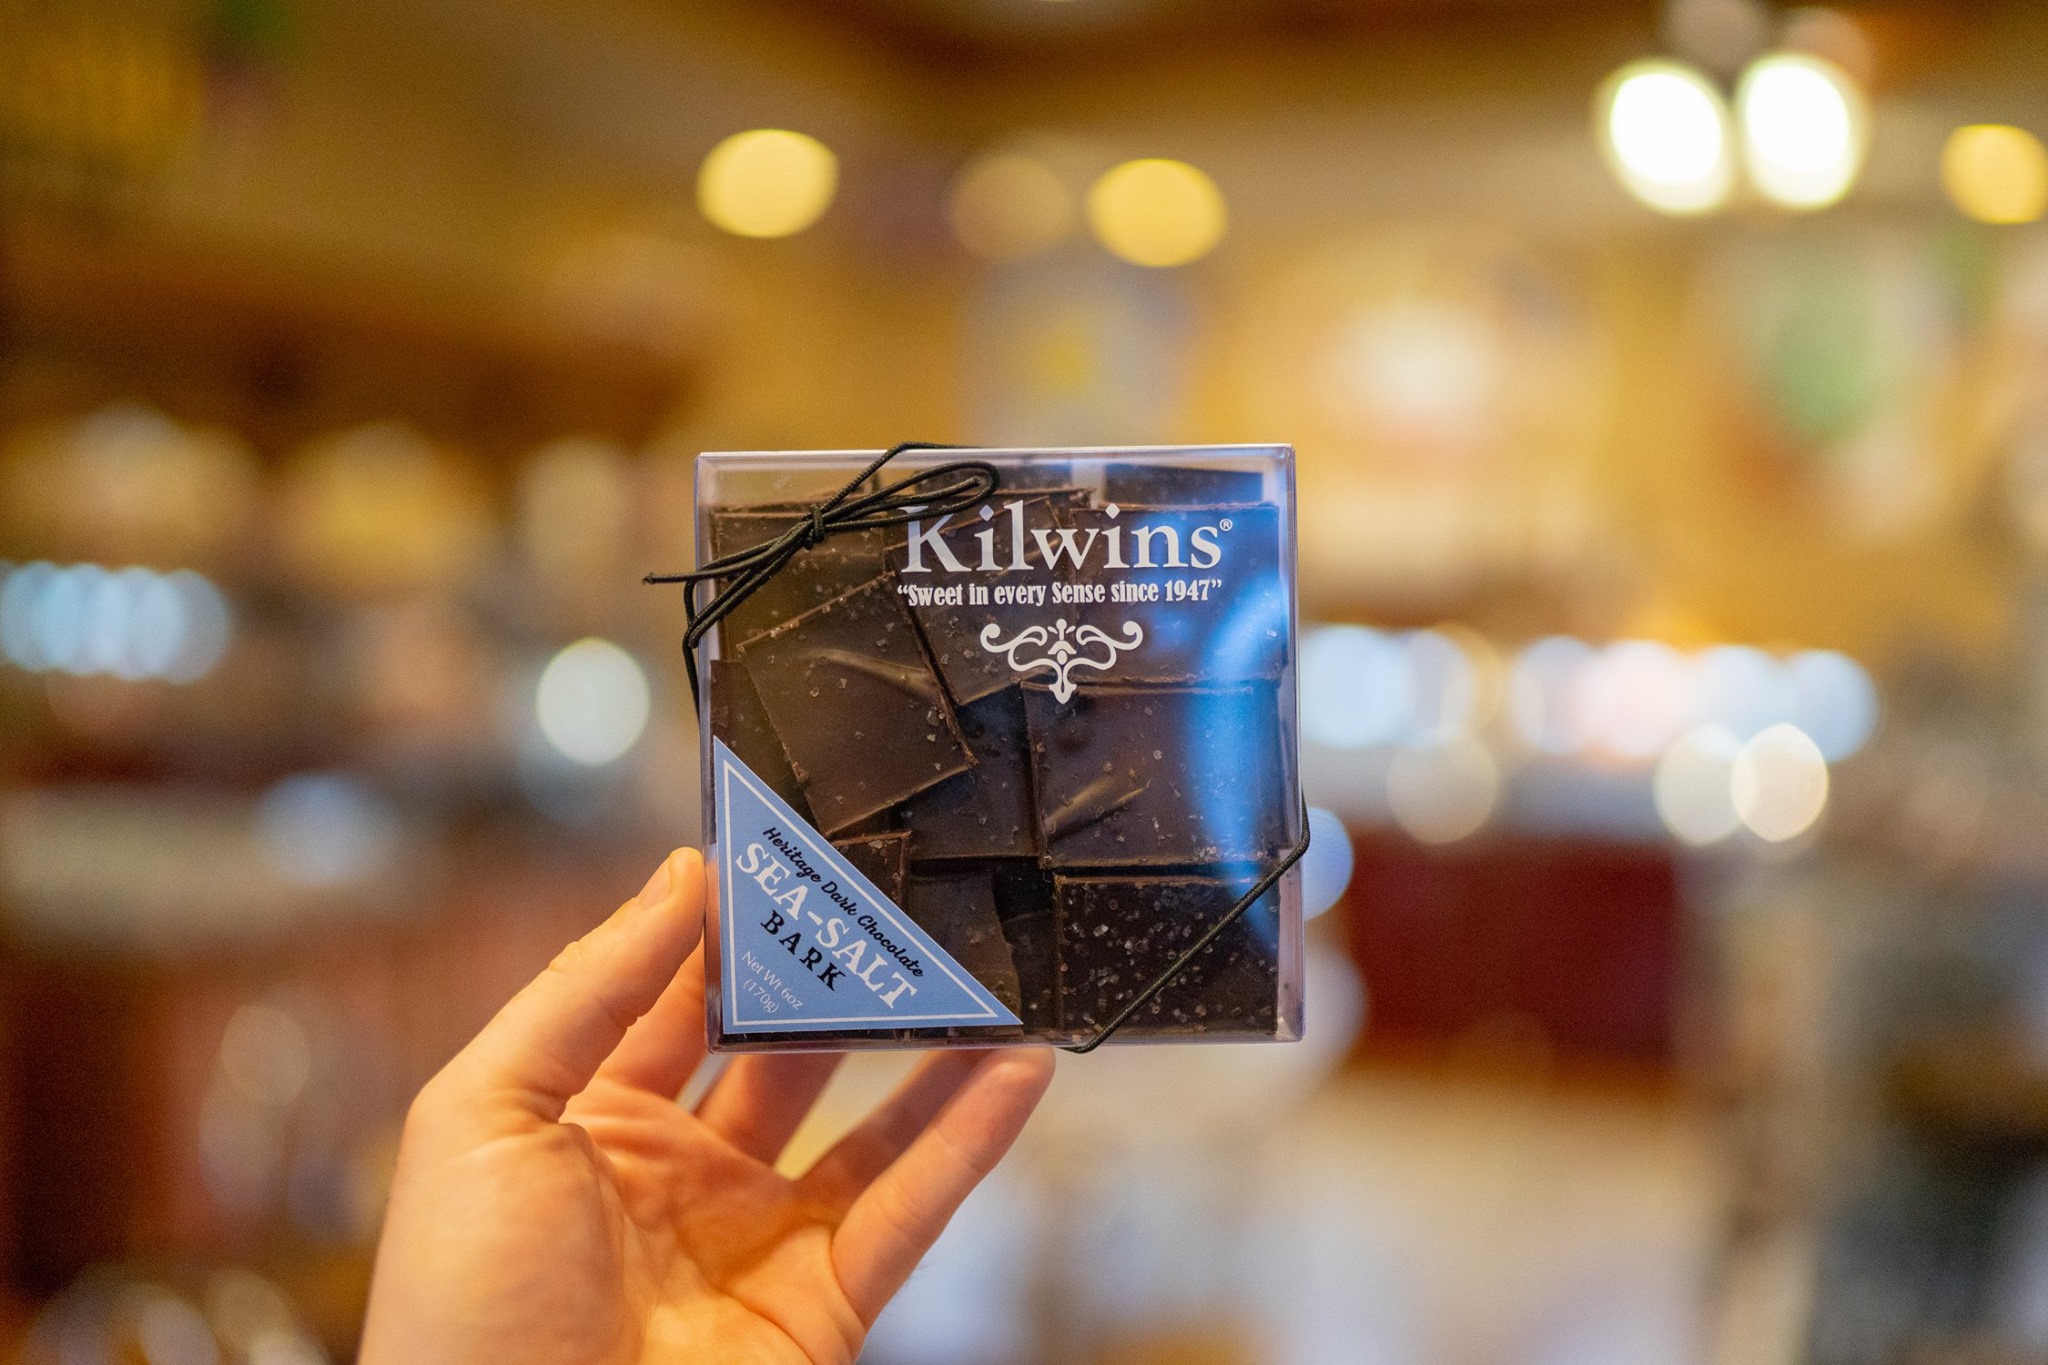 Kilwins®
“Sweet in every Sense since 1947”
Heritage Dark Chocolate
SEA-SALT
BARK
Net Wt 6oz
(170g)